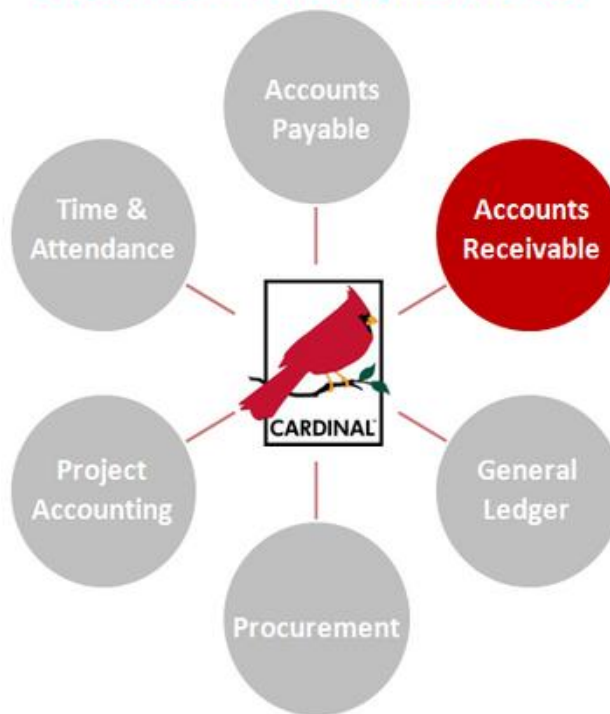 Accounts
Payable
Time &
Attendance
Accounts
Receivable
CARDINAL
Project
Accounting
General
Ledger
Procurement